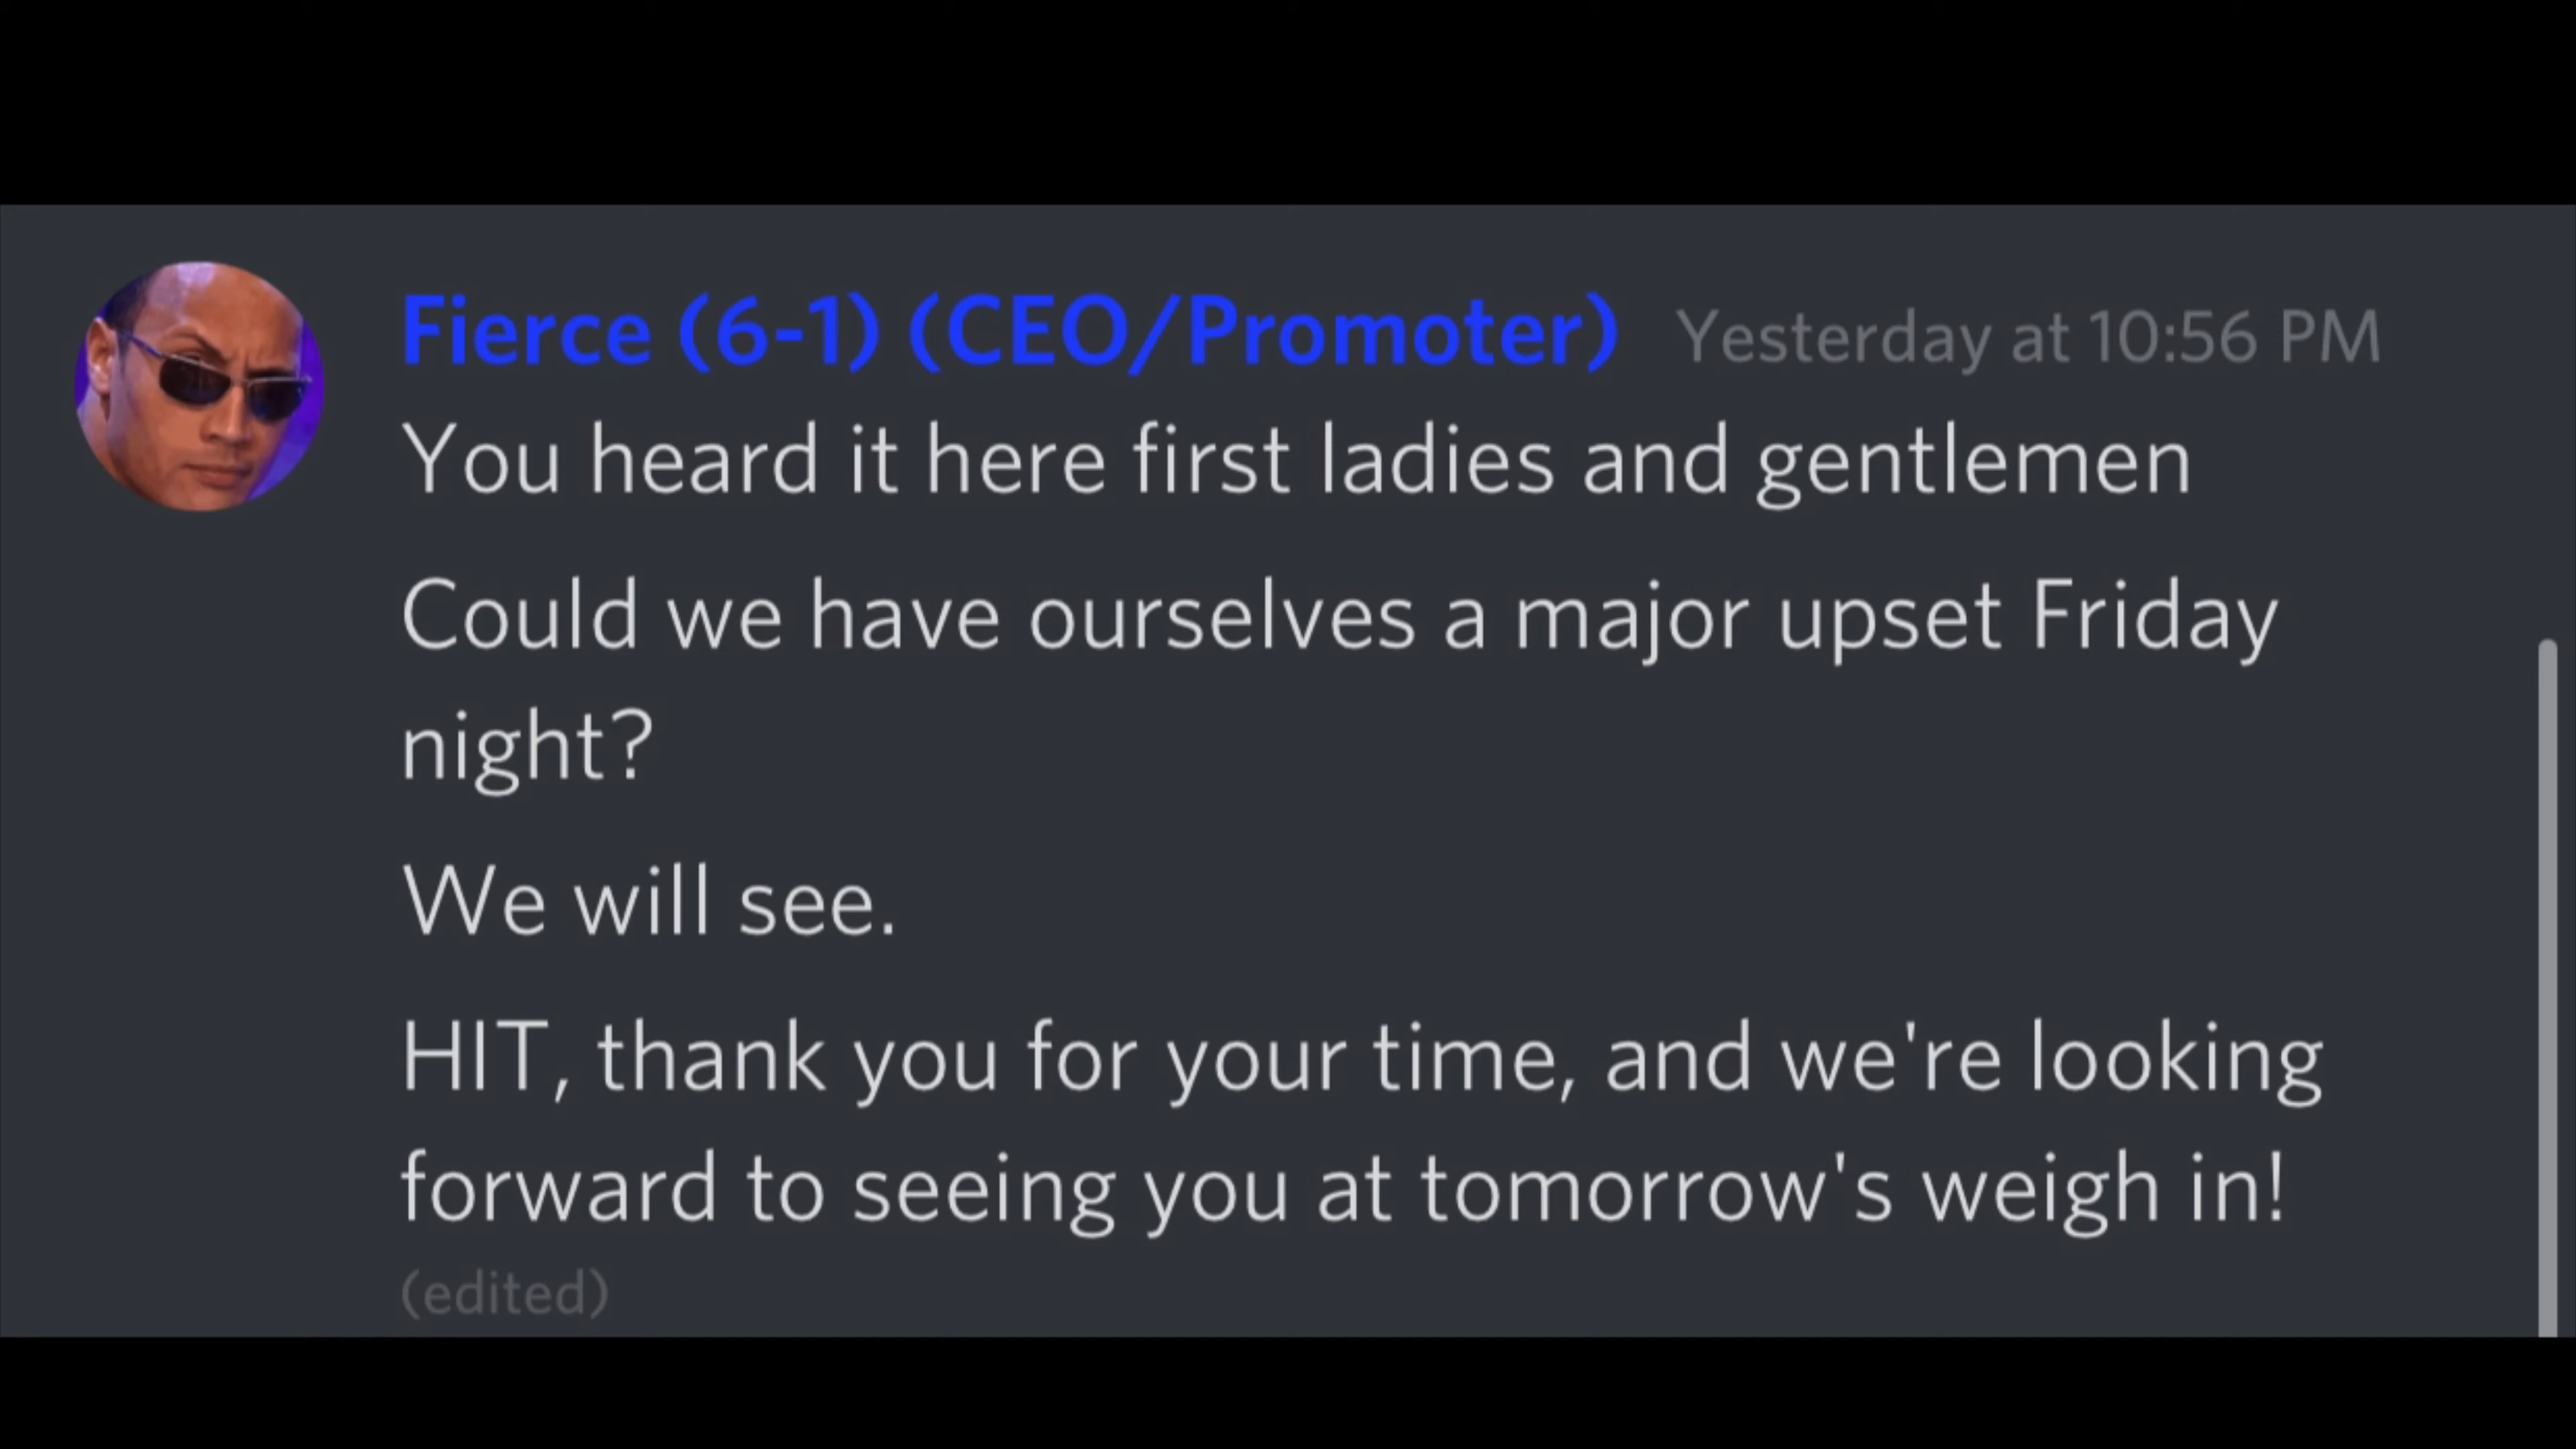 Fierce (6-1) (CEO/Promoter) Yesterday at 10:56 PM
You heard it here first ladies and gentlemen
Could we have ourselves a major upset Friday
night?
We will see.
HIT, thank you for your time, and we're looking
forward to seeing you at tomorrow's weigh in!
(edited)